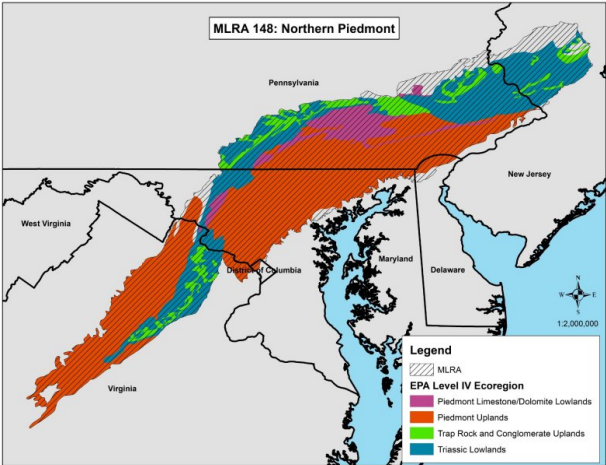 MLRA 148: Northern Piedmont
Pennsylvania
New Jersey
West Virginia
Maryland
District of Columbia
Delaware
N
W
E
S
1:2,000,000
Virginia
Legend
MLRA
EPA Level IV Ecoregion
Piedmont Limestone/Dolomite Lowlands
Piedmont Uplands
Trap Rock and Conglomerate Uplands
Triassic Lowlands